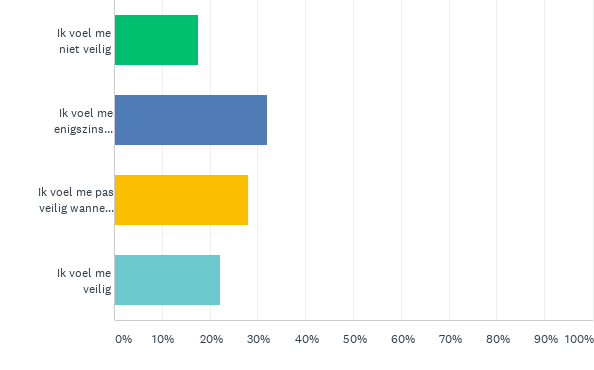 Ik voel me
niet veilig
Ik voel me
enigszins...
Ik voel me pas
veilig wanne...
Ik voel me
veilig
0% 10% 20% 30% 40% 50% 60% 70% 80% 90% 100%